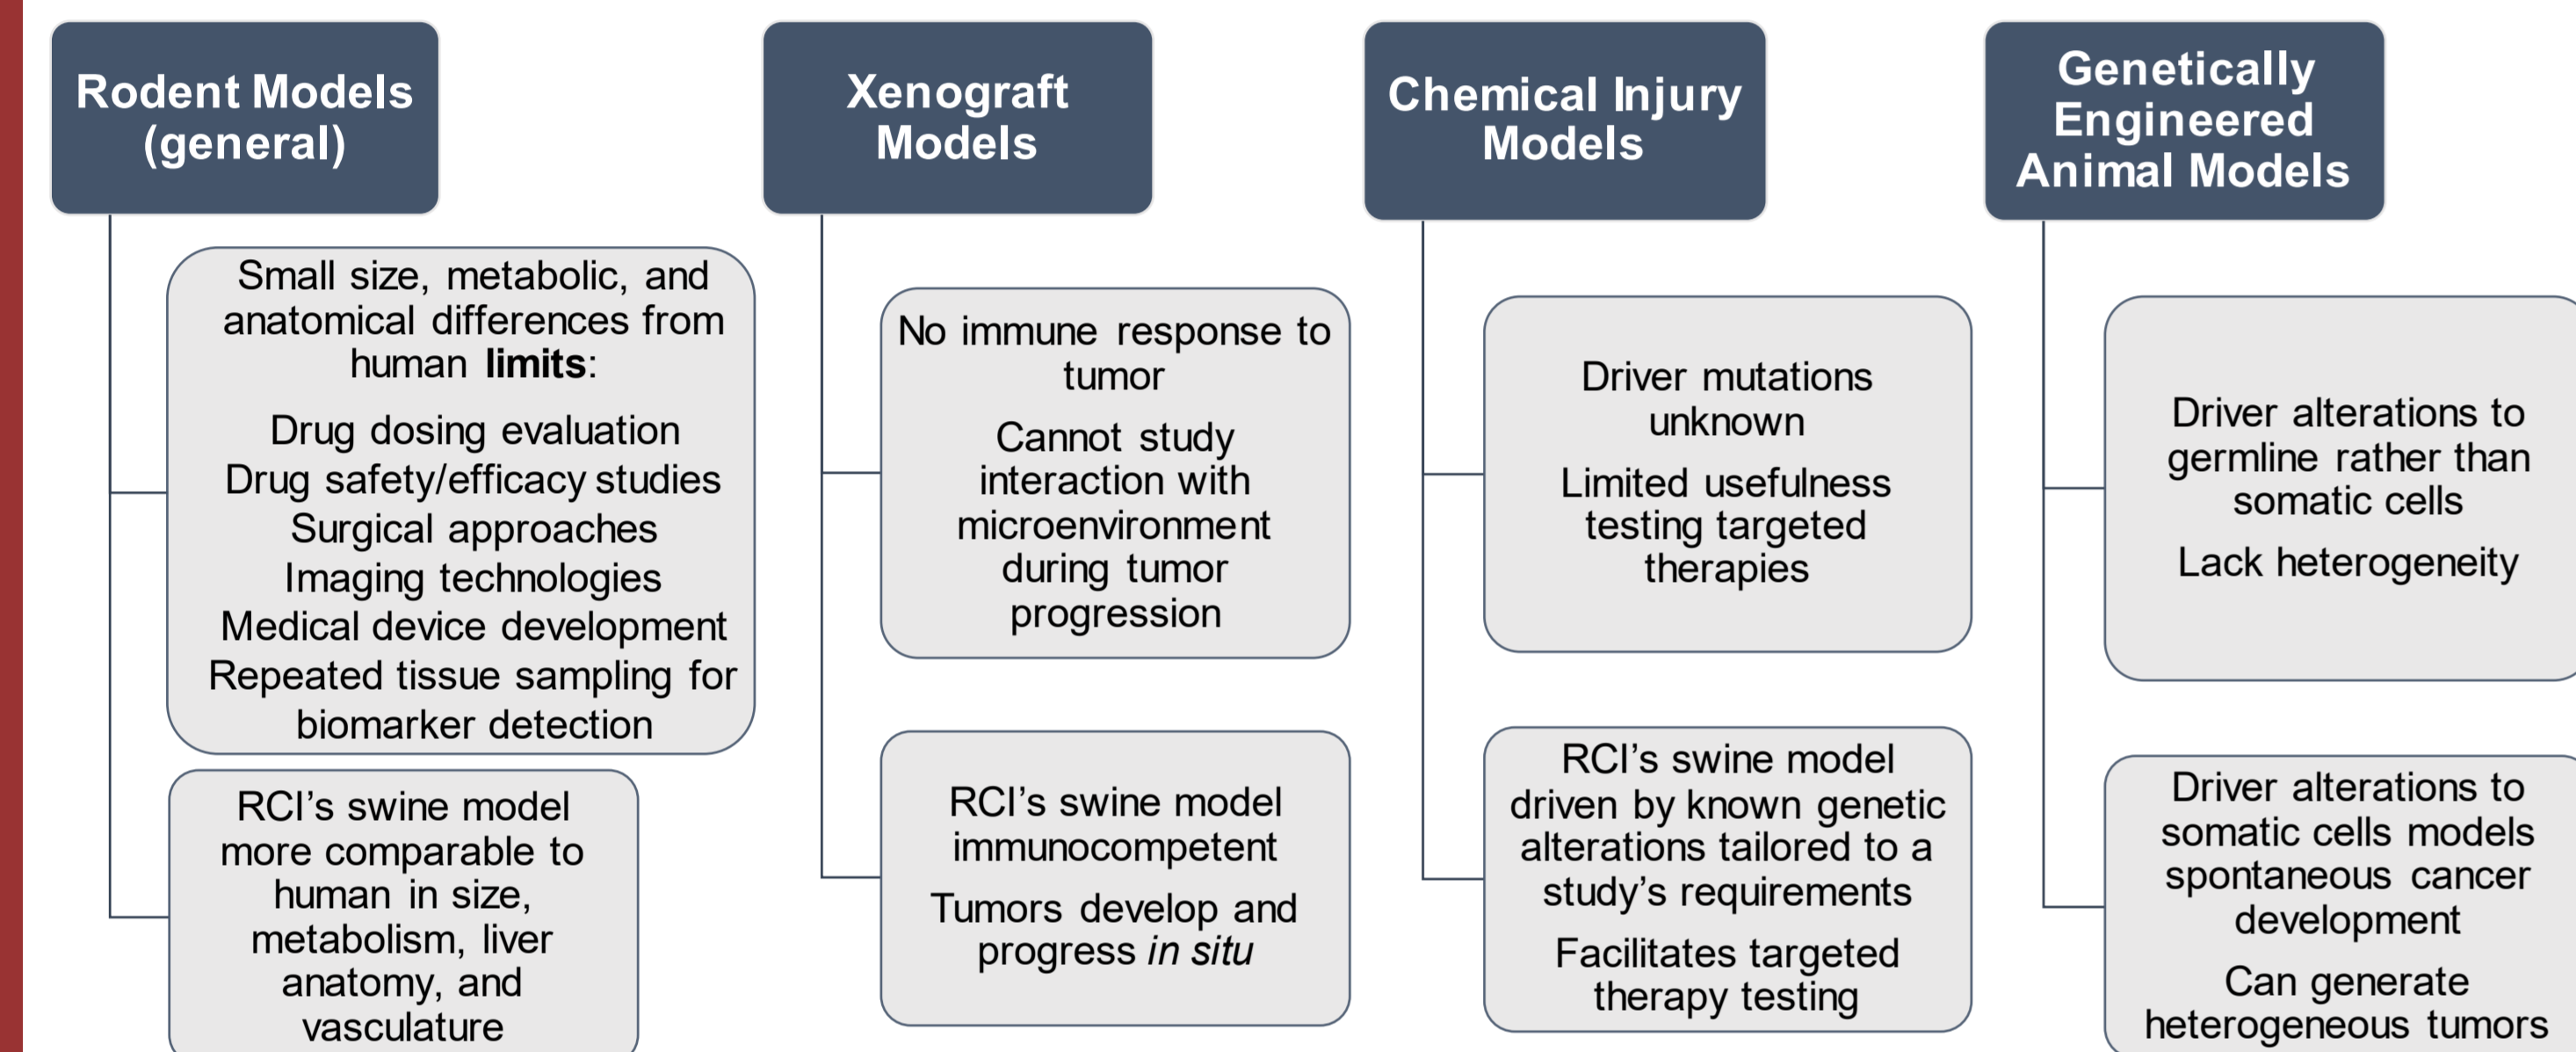 Rodent Models
(general)
Small size, metabolic, and
anatomical differences from
human limits:
Drug dosing evaluation
Drug safety/efficacy studies
Surgical approaches
Imaging technologies
Medical device development
Repeated tissue sampling for
biomarker detection
RCI’s swine model
more comparable to
human in size,
metabolism, liver
anatomy, and
vasculature
Xenograft
Models
No immune response to
tumor
Cannot study
interaction with
microenvironment
during tumor
progression
RCI’s swine model
immunocompetent
Tumors develop and
progress in situ
Chemical Injury
Models
Driver mutations
unknown
Limited usefulness
testing targeted
therapies
RCI’s swine model
driven by known genetic
alterations tailored to a
study’s requirements
Facilitates targeted
therapy testing
Genetically
Engineered
Animal Models
Driver alterations to
germline rather than
somatic cells
Lack heterogeneity
Driver alterations to
somatic cells models
spontaneous cancer
development
Can generate
heterogeneous tumors